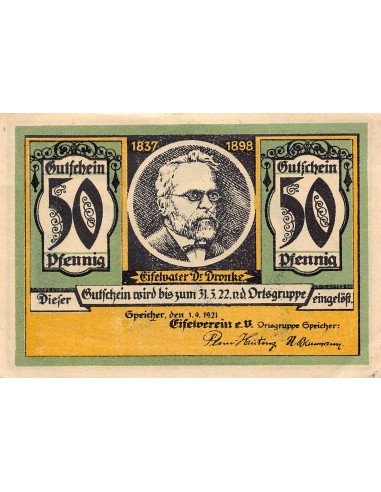 1837 1898
Gutschein Gutschein
50 50
Pfennig Pfennig
Eifelvater Dr Dronke
Dieser Gutschein wird bis zum 31.3.22 v.d Ortsgruppe eingelöst.
Speicher, den 1.9.1921
Eifelverein e.V. Ortsgruppe Speicher: